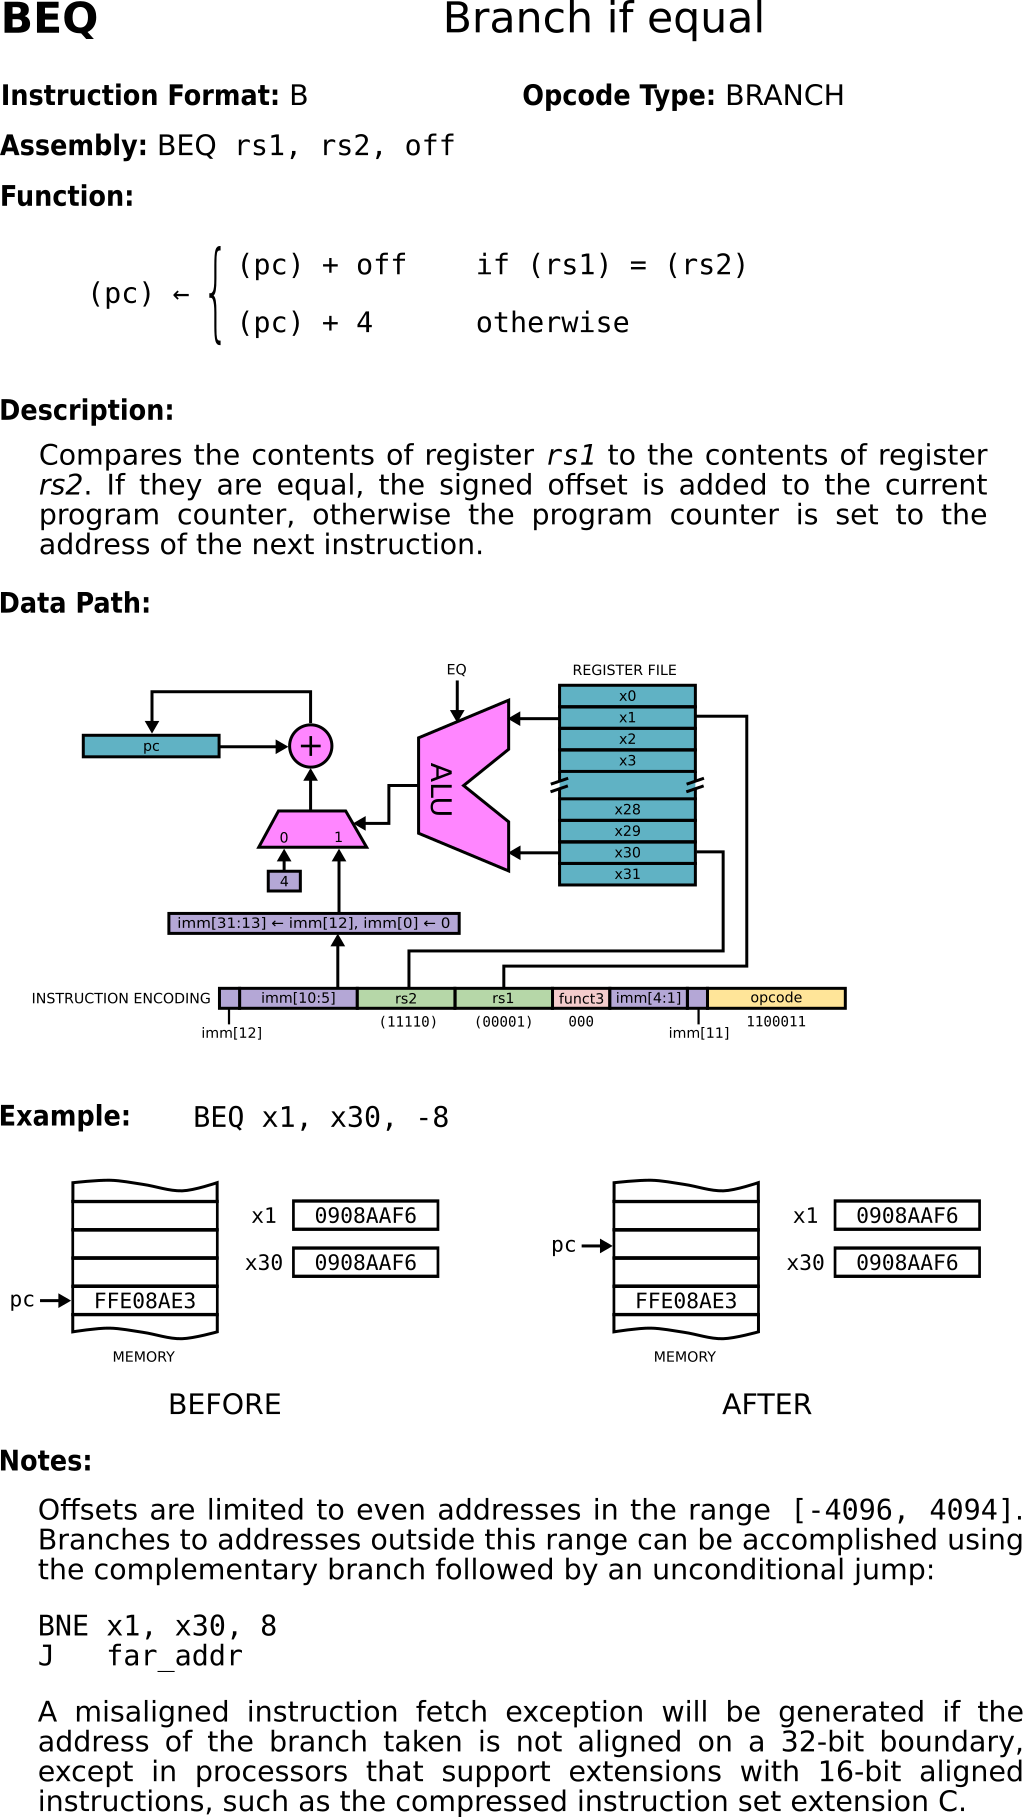 BEQ Branch if equal
Instruction Format: B Opcode Type: BRANCH
Assembly: BEQ rs1, rs2, off
Function:
(pc) + off if (rs1) = (rs2)
(pc) ← {
(pc) + 4 otherwise
Description:
Compares the contents of register rs1 to the contents of register
rs2. If they are equal, the signed offset is added to the current
program counter, otherwise the program counter is set to the
address of the next instruction.
Data Path:
EQ REGISTER FILE
x0
x1
x2
pc +
x3
ALU
x28
x29
0 1
x30
x31
4
imm[31:13] ← imm[12], imm[0] ← 0
INSTRUCTION ENCODING imm[10:5] rs2 rs1 funct3 imm[4:1] opcode
(11110) (00001) 000 1100011
imm[12] imm[11]
Example: BEQ x1, x30, -8
x1 0908AAF6 x1 0908AAF6
pc
x30 0908AAF6 x30 0908AAF6
pc FFE08AE3 FFE08AE3
MEMORY MEMORY
BEFORE AFTER
Notes:
Offsets are limited to even addresses in the range [-4096, 4094].
Branches to addresses outside this range can be accomplished using
the complementary branch followed by an unconditional jump:
BNE x1, x30, 8
J far_addr
A misaligned instruction fetch exception will be generated if the
address of the branch taken is not aligned on a 32-bit boundary,
except in processors that support extensions with 16-bit aligned
instructions, such as the compressed instruction set extension C.